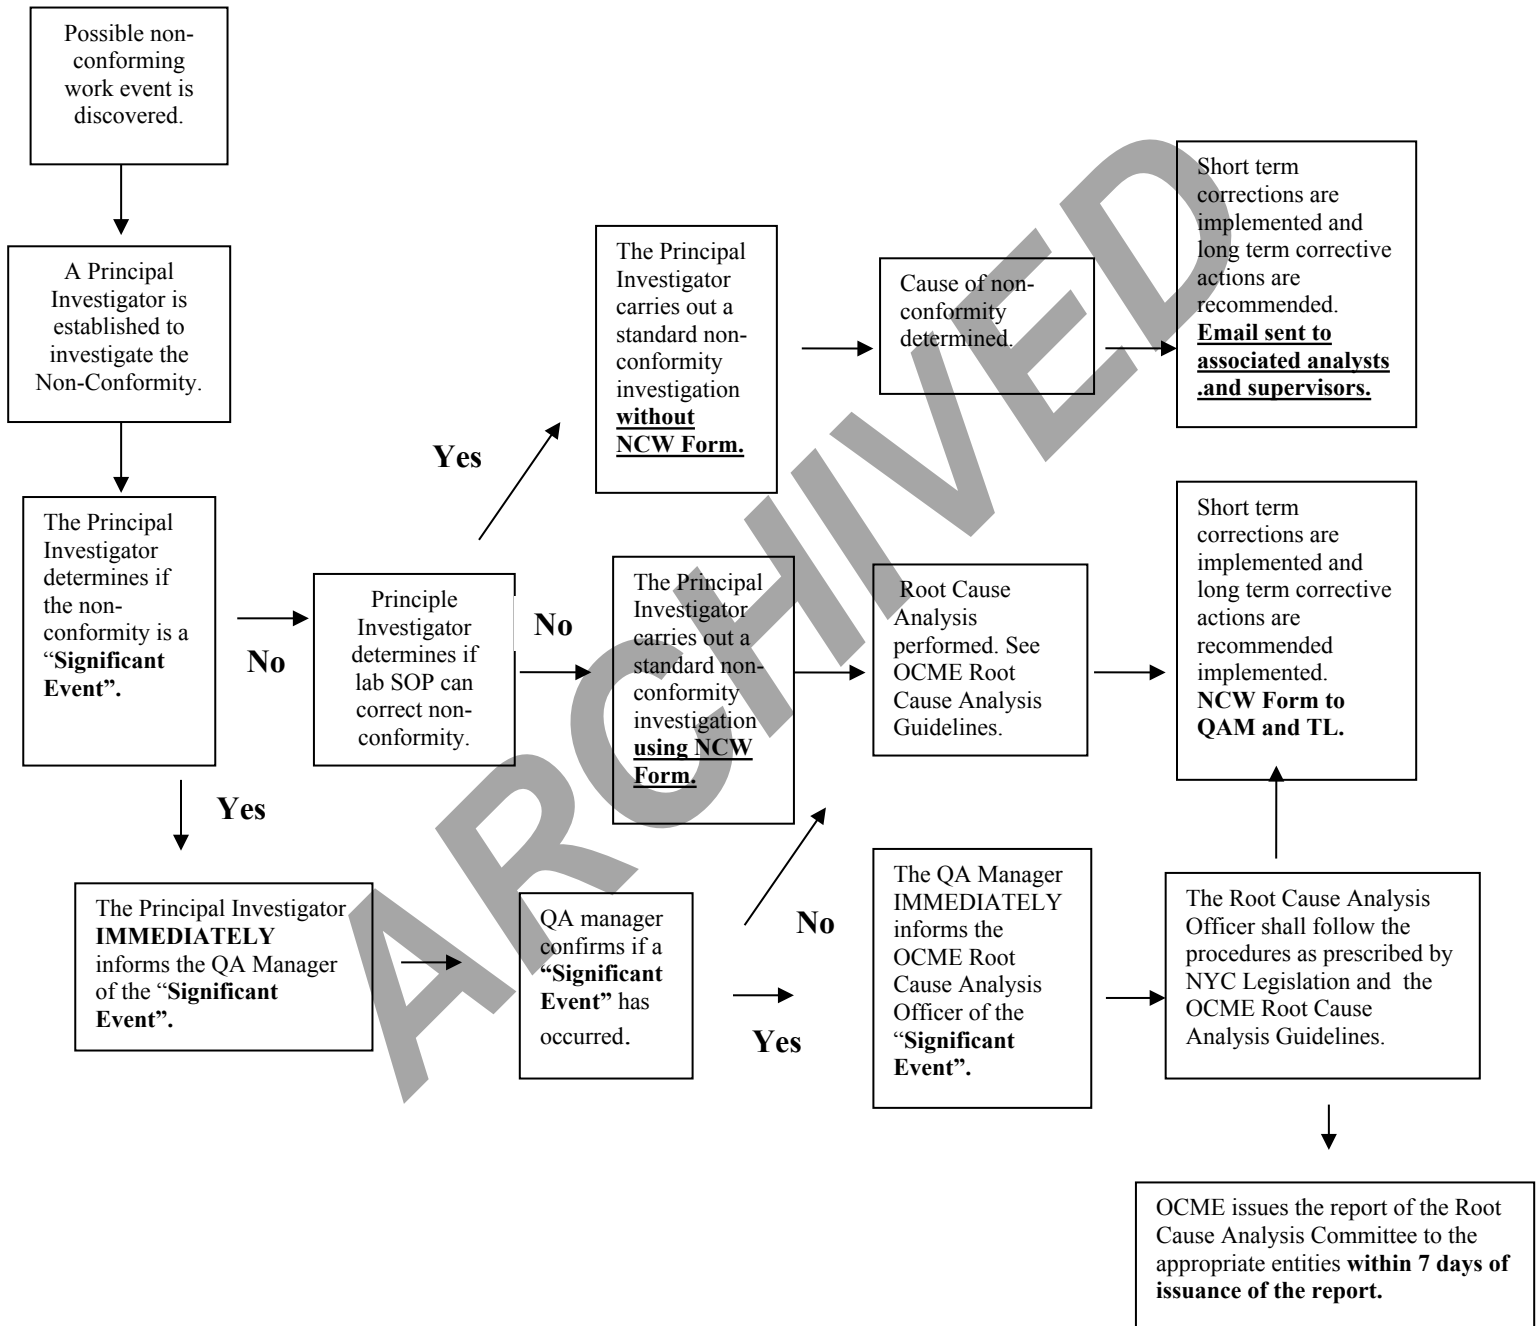 Possible non-
conforming
work event is
discovered.
A Principal
Investigator is
established to
investigate the
Non-Conformity.
The Principal
Investigator
determines if
the non-
conformity is a
“Significant
Event”.
No
Yes
Principle
Investigator
determines if
lab SOP can
correct non-
conformity.
Yes
No
The Principal
Investigator
carries out a
standard non-
conformity
investigation
without
NCW Form.
Cause of non-
conformity
determined.
Short term
corrections are
implemented and
long term corrective
actions are
recommended.
Email sent to
associated analysts
.and supervisors.
The Principal
Investigator
carries out a
standard non-
conformity
investigation
using NCW
Form.
Root Cause
Analysis
performed. See
OCME Root
Cause Analysis
Guidelines.
Short term
corrections are
implemented and
long term corrective
actions are
recommended
implemented.
NCW Form to
QAM and TL.
The Principal Investigator
IMMEDIATELY
informs the QA Manager
of the “Significant
Event”.
QA manager
confirms if a
“Significant
Event” has
occurred.
No
Yes
The QA Manager
IMMEDIATELY
informs the
OCME Root
Cause Analysis
Officer of the
“Significant
Event”.
The Root Cause Analysis
Officer shall follow the
procedures as prescribed by
NYC Legislation and the
OCME Root Cause
Analysis Guidelines.
OCME issues the report of the Root
Cause Analysis Committee to the
appropriate entities within 7 days of
issuance of the report.
ARCHIVED